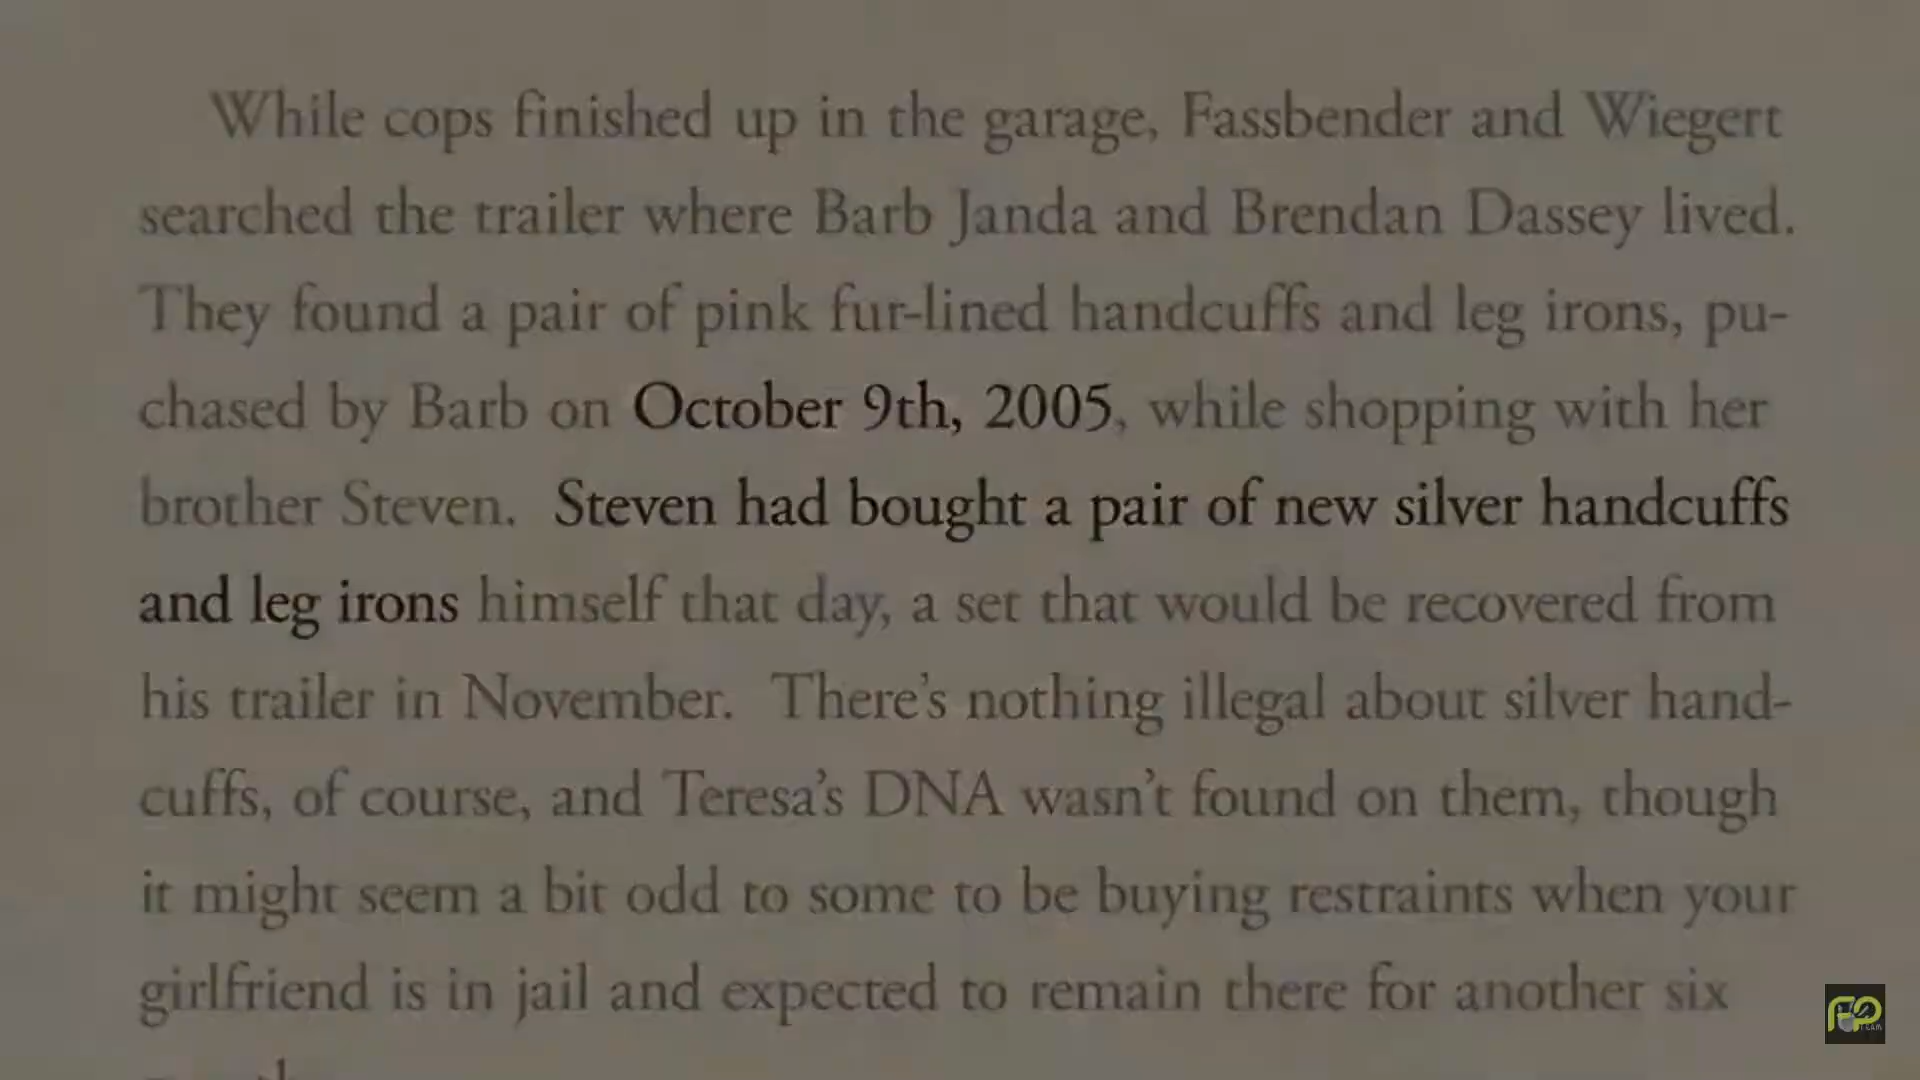 While cops finished up in the garage, Fassbender and Wiegert
searched the trailer where Barb Janda and Brendan Dassey lived.
They found a pair of pink fur-lined handcuffs and leg irons, pu-
chased by Barb on October 9th, 2005, while shopping with her
brother Steven. Steven had bought a pair of new silver handcuffs
and leg irons himself that day, a set that would be recovered from
his trailer in November. There's nothing illegal about silver hand-
cuffs, of course, and Teresa's DNA wasn't found on them, though
it might seem a bit odd to some to be buying restraints when your
girlfriend is in jail and expected to remain there for another six
TEAM